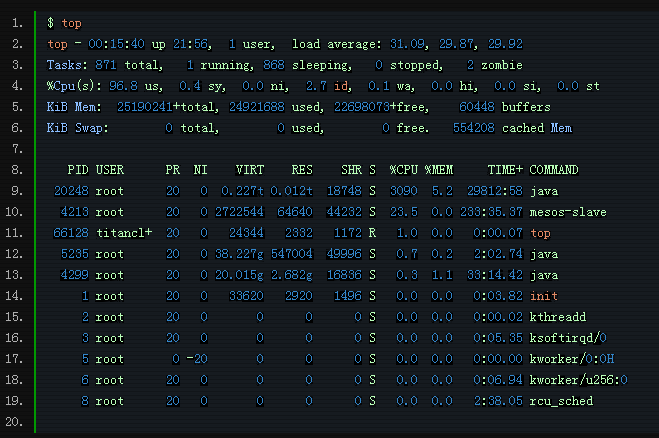 1. $ top
2. top - 00:15:40 up 21:56,  1 user,  load average: 31.09, 29.87, 29.92
3. Tasks: 871 total,   1 running, 868 sleeping,   0 stopped,   2 zombie
4. %Cpu(s): 96.8 us,  0.4 sy,  0.0 ni,  2.7 id,  0.1 wa,  0.0 hi,  0.0 si,  0.0 st
5. KiB Mem:  25190241+total, 24921688 used, 22698073+free,    60448 buffers
6. KiB Swap:        0 total,        0 used,        0 free.   554208 cached Mem
7.
8.    PID USER      PR  NI    VIRT    RES    SHR S  %CPU %MEM     TIME+ COMMAND
9.  20248 root      20   0  0.227t 0.012t  18748 S  3090  5.2  29812:58 java
10.   4213 root      20   0 2722544  64640  44232 S  23.5  0.0 233:35.37 mesos-slave
11.  66128 titancl+  20   0   24344   2332   1172 R   1.0  0.0   0:00.07 top
12.   5235 root      20   0 38.227g 547004  49996 S   0.7  0.2   2:02.74 java
13.   4299 root      20   0 20.015g 2.682g  16836 S   0.3  1.1  33:14.42 java
14.      1 root      20   0   33620   2920   1496 S   0.0  0.0   0:03.82 init
15.      2 root      20   0       0      0      0 S   0.0  0.0   0:00.02 kthreadd
16.      3 root      20   0       0      0      0 S   0.0  0.0   0:05.35 ksoftirqd/0
17.      5 root       0 -20       0      0      0 S   0.0  0.0   0:00.00 kworker/0:0H
18.      6 root      20   0       0      0      0 S   0.0  0.0   0:06.94 kworker/u256:0
19.      8 root      20   0       0      0      0 S   0.0  0.0   2:38.05 rcu_sched
20.